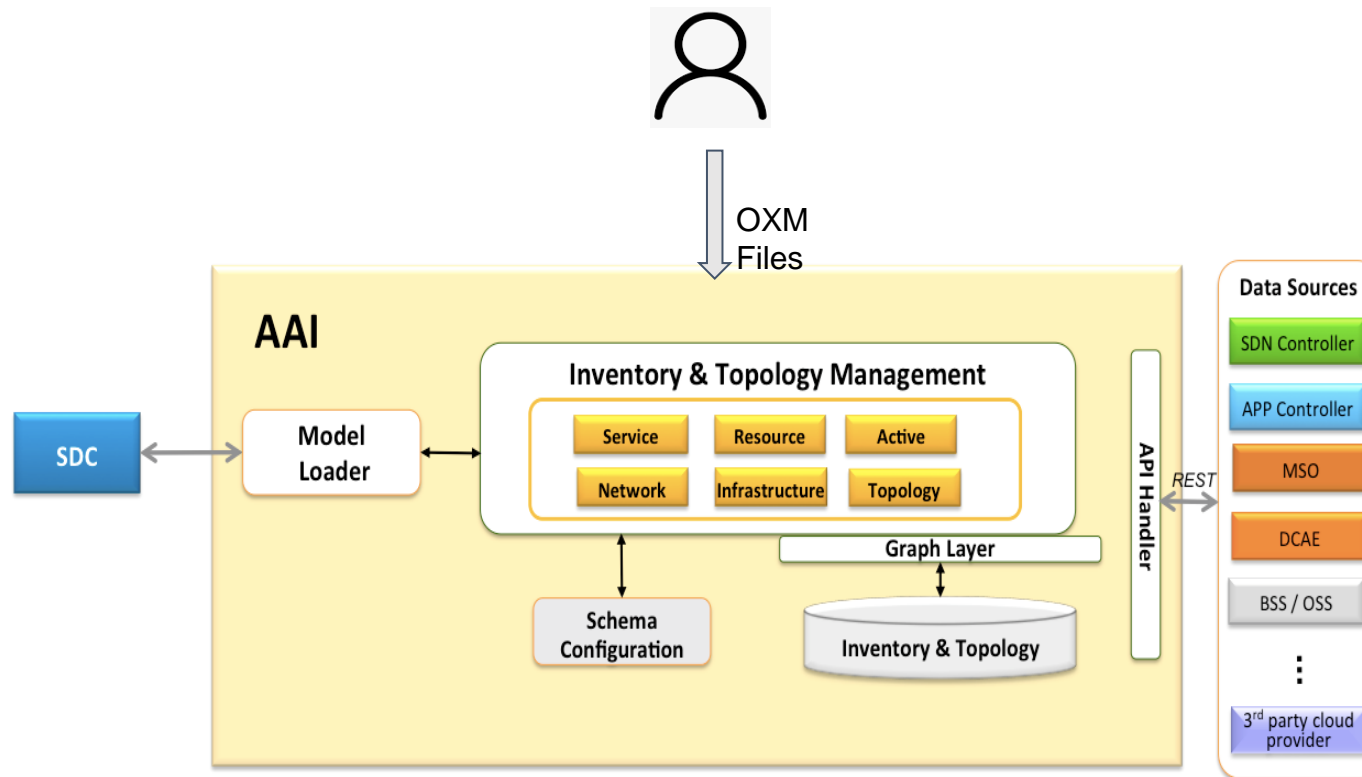 OXM
Files
AAI
SDC
Model
Loader
Inventory & Topology Management
Service
Resource
Active
Network
Infrastructure
Topology
Graph Layer
Schema
Configuration
Inventory & Topology
API Handler
REST
Data Sources
SDN Controller
APP Controller
MSO
DCAE
BSS / OSS
⋮
3rd party cloud
provider